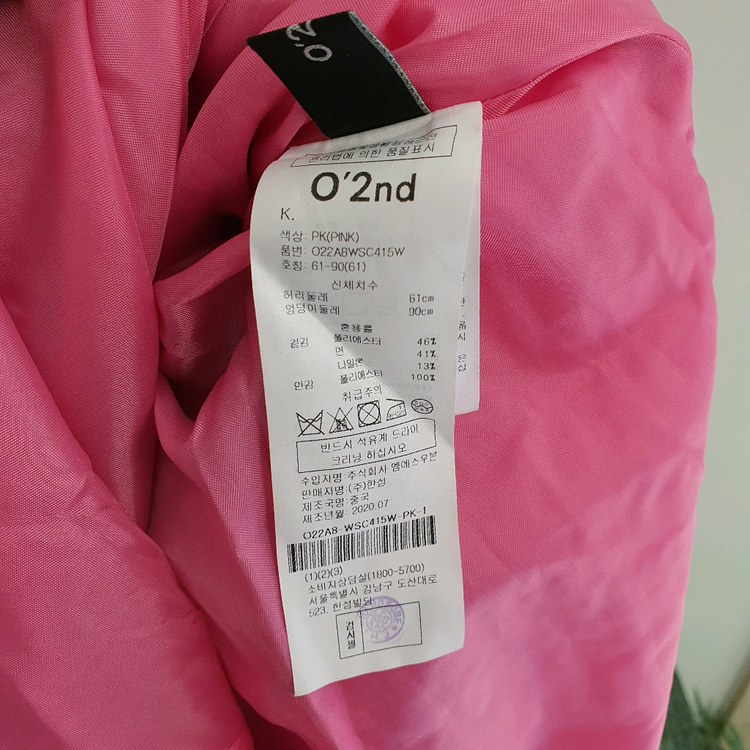 O'2
관리법에 의한 품질표시
O'2nd
K.
색상: PK(PINK)
품번: O22A8WSC415W
호칭: 61-90(61)
신체치수
허리둘레 61cm
엉덩이둘레 90cm
혼용률
겉감 폴리에스터 46%
면 41%
나일론 13%
안감 폴리에스터 100%
취급주의
반드시 석유계 드라이
크리닝 하십시오
수입자명: 주식회사 엠에스우븐
판매자명: (주)한섬
제조국명: 중국
제조년월: 2020.07
O22A8-WSC415W-PK-1
(1)(2)(3)
소비자상담실(1800-5700)
서울특별시 강남구 도산대로
523, 한섬빌딩
검사필